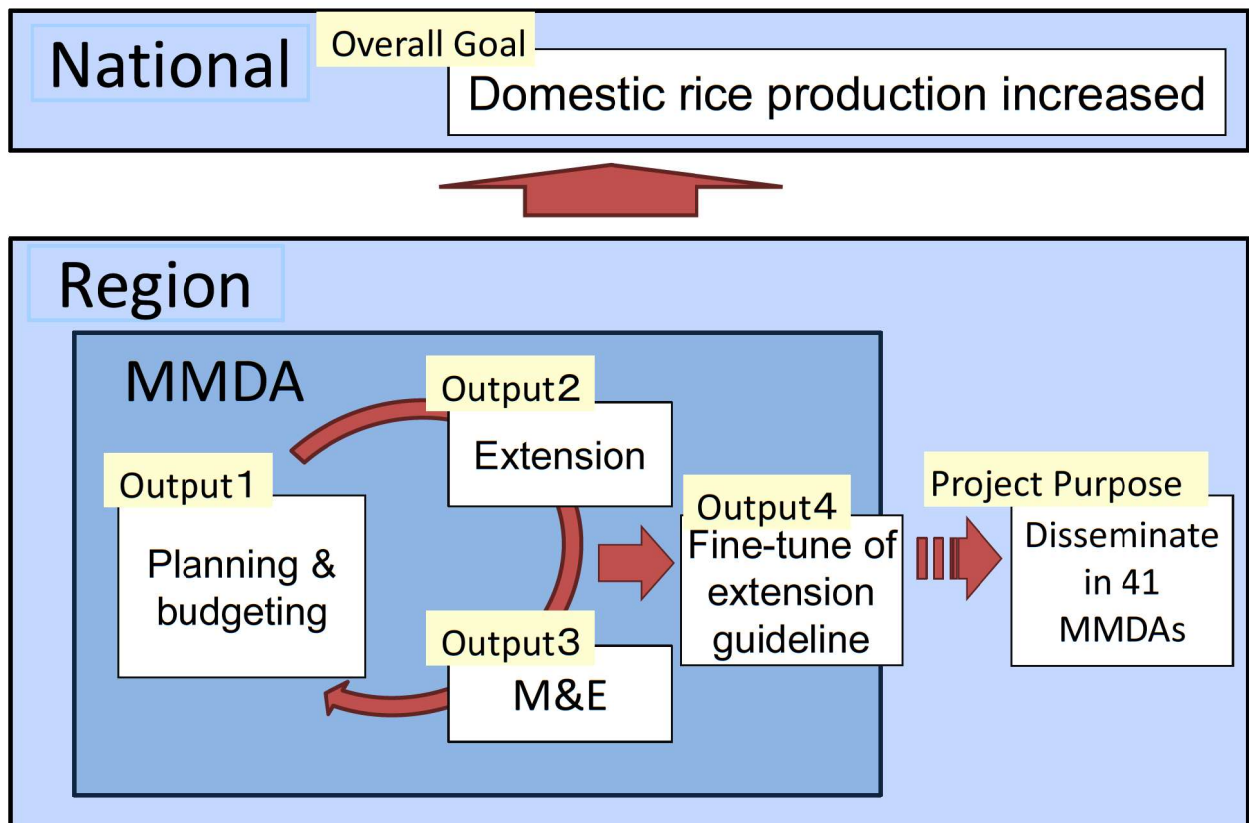 National
Overall Goal
Domestic rice production increased
Region
MMDA
Output1
Planning &
budgeting
Output2
Extension
Output3
M&E
Output4
Fine-tune of
extension
guideline
Project Purpose
Disseminate
in 41
MMDAs